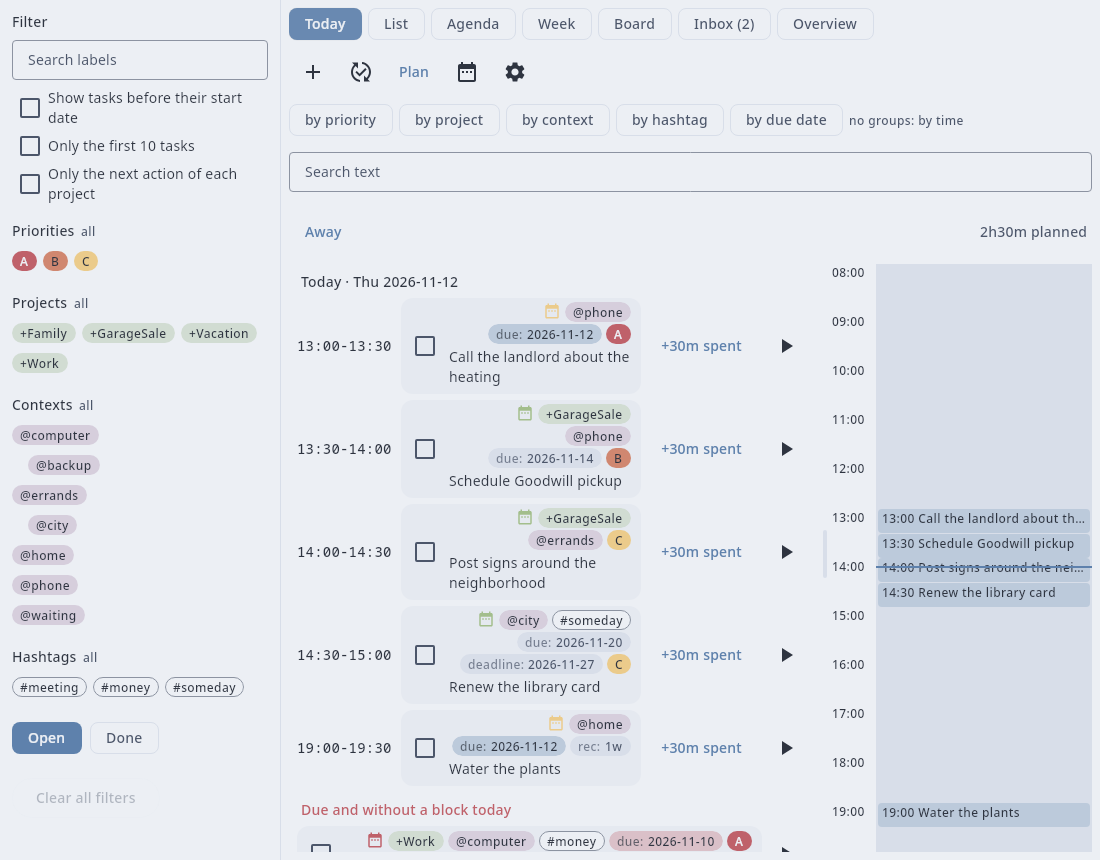 Filter
Search labels
Show tasks before their start
date
Only the first 10 tasks
Only the next action of each
project
Priorities all
A B C
Projects all
+Family +GarageSale +Vacation
+Work
Contexts all
@computer
@backup
@errands
@city
@home
@phone
@waiting
Hashtags all
#meeting #money #someday
Open Done
Clear all filters
Today List Agenda Week Board Inbox (2) Overview
Plan
by priority by project by context by hashtag by due date no groups: by time
Search text
Away 2h30m planned
Today · Thu 2026-11-12
@phone
due: 2026-11-12 A
13:00-13:30 Call the landlord about the
heating
+30m spent
+GarageSale
@phone
due: 2026-11-14 B
13:30-14:00 Schedule Goodwill pickup
+30m spent
+GarageSale
@errands C
14:00-14:30 Post signs around the
neighborhood
+30m spent
@city #someday
due: 2026-11-20
deadline: 2026-11-27 C
14:30-15:00 Renew the library card
+30m spent
@home
due: 2026-11-12 rec: 1w
19:00-19:30 Water the plants
+30m spent
Due and without a block today
+Work @computer #money due: 2026-11-10 A
08:00
09:00
10:00
11:00
12:00
13:00
14:00
15:00
16:00
17:00
18:00
19:00
13:00 Call the landlord about th...
13:30 Schedule Goodwill pickup
14:00 Post signs around the nei...
14:30 Renew the library card
19:00 Water the plants